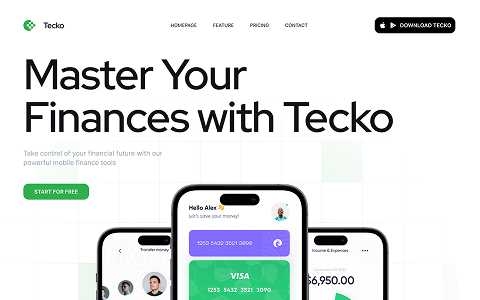 Tecko
HOMEPAGE FEATURE PRICING CONTACT
DOWNLOAD TECKO
Master Your
Finances with Tecko
Take control of your financial future with our
powerful mobile finance tools
START FOR FREE
Hello Alex 👋
Let's save your money!
1253 5432 3521 3090
VISA
1253 5432 3521 3090
Transfer money
Income & Expenses
$6,950.00